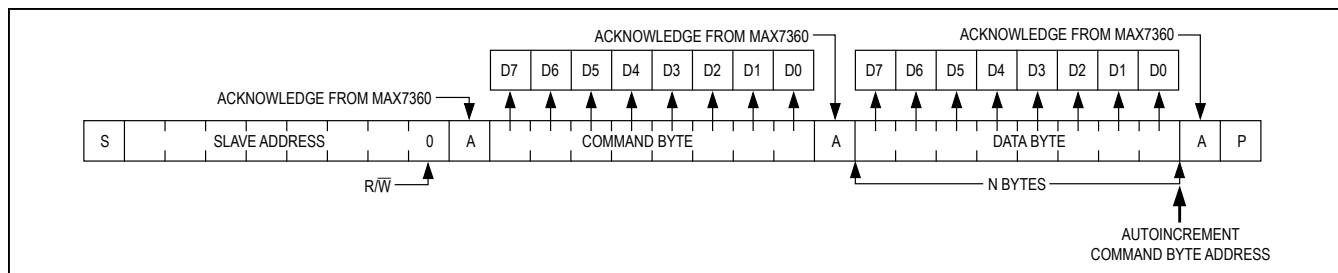 ACKNOWLEDGE FROM MAX7360 ACKNOWLEDGE FROM MAX7360
D7 D6 D5 D4 D3 D2 D1 D0 D7 D6 D5 D4 D3 D2 D1 D0
ACKNOWLEDGE FROM MAX7360
S SLAVE ADDRESS 0 A COMMAND BYTE A DATA BYTE A P
R/W̅ N BYTES
AUTOINCREMENT
COMMAND BYTE ADDRESS